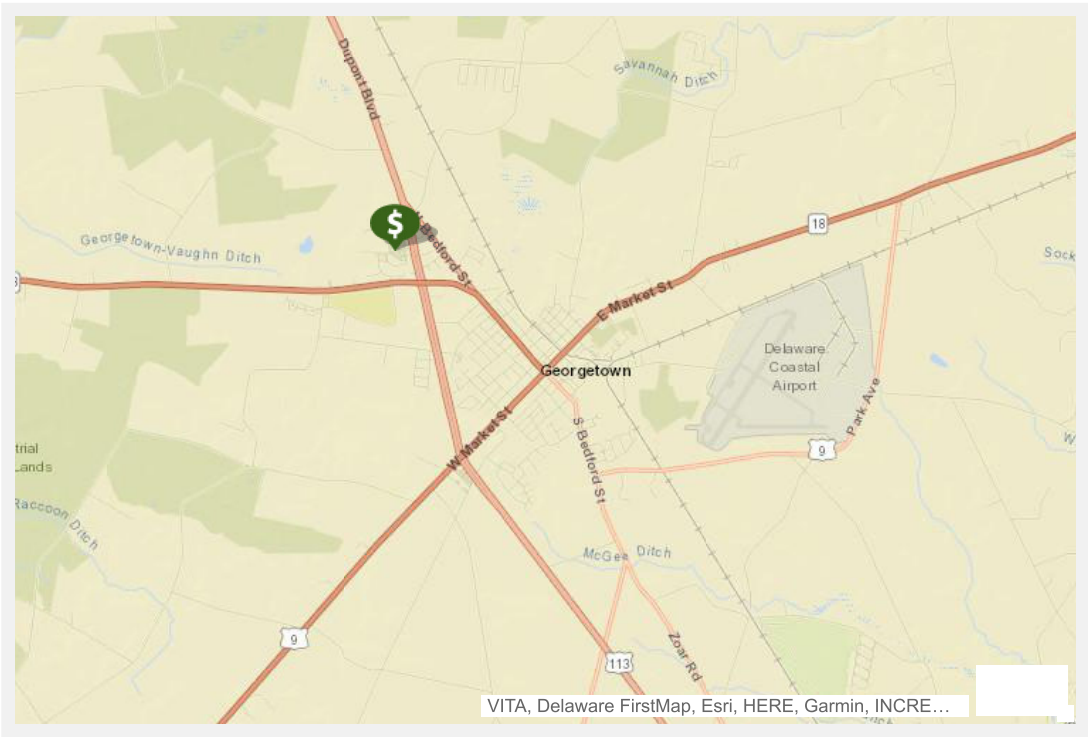 Dupont Blvd
Savannah Ditch
18
$
N Bedford St
Georgetown-Vaughn Ditch
Sock
E Market St
Delaware
Coastal
Airport
Georgetown
Park Ave
W Market St
S Bedford St
9
trial
Lands
W
Raccoon Ditch
McGee Ditch
9
113
Zoar Rd
VITA, Delaware FirstMap, Esri, HERE, Garmin, INCRE…